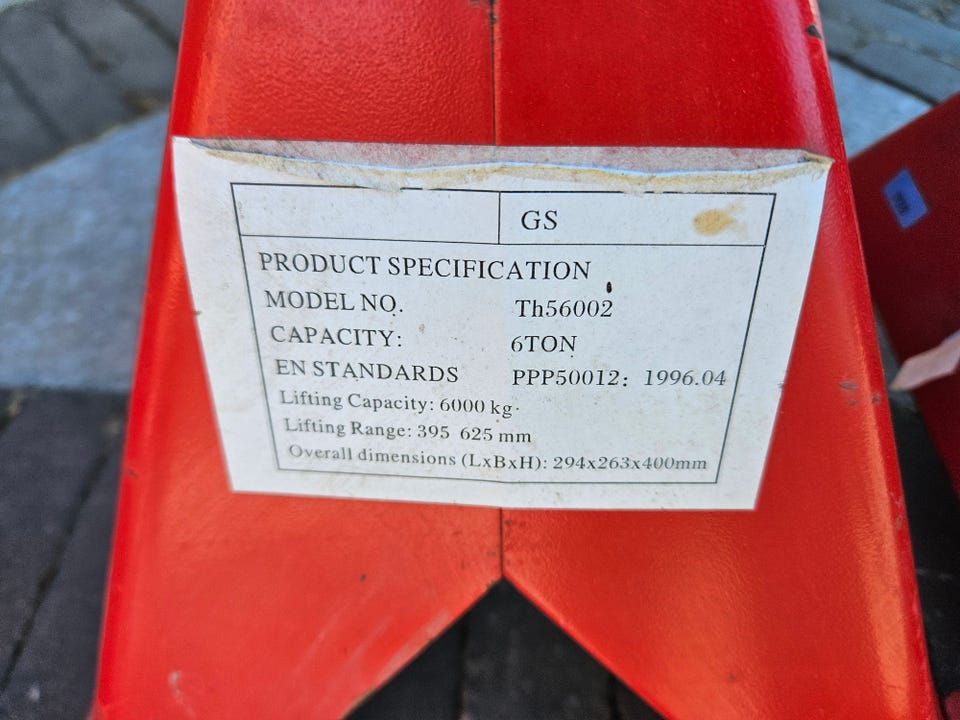 GS
PRODUCT SPECIFICATION
MODEL NO. Th56002
CAPACITY: 6TON
EN STANDARDS PPP50012: 1996.04
Lifting Capacity: 6000 kg
Lifting Range: 395 625 mm
Overall dimensions (LxBxH): 294x263x400mm